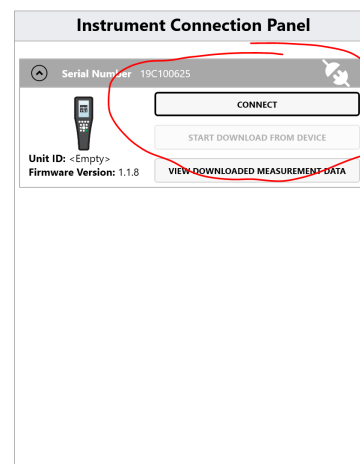 Instrument Connection Panel
Serial Number 19C100625
CONNECT
START DOWNLOAD FROM DEVICE
Unit ID: <Empty>
Firmware Version: 1.1.8
VIEW DOWNLOADED MEASUREMENT DATA